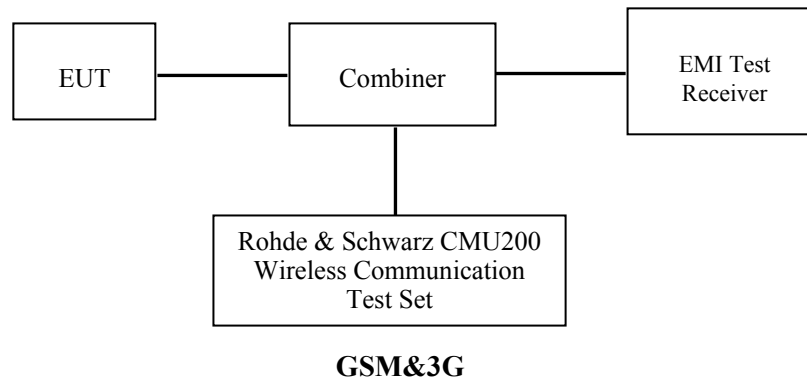 EUT
Combiner
EMI Test
Receiver
Rohde & Schwarz CMU200
Wireless Communication
Test Set
GSM&3G